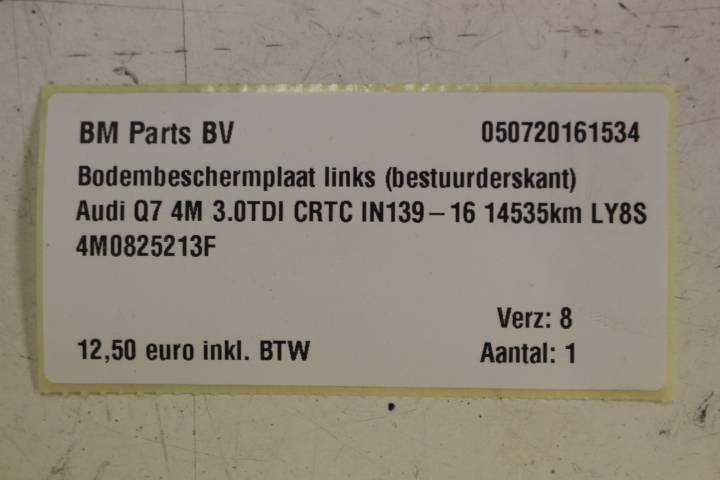 BM Parts BV 050720161534
Bodembeschermplaat links (bestuurderskant)
Audi Q7 4M 3.0TDI CRTC IN139 – 16 14535km LY8S
4M0825213F
Verz: 8
12,50 euro inkl. BTW Aantal: 1